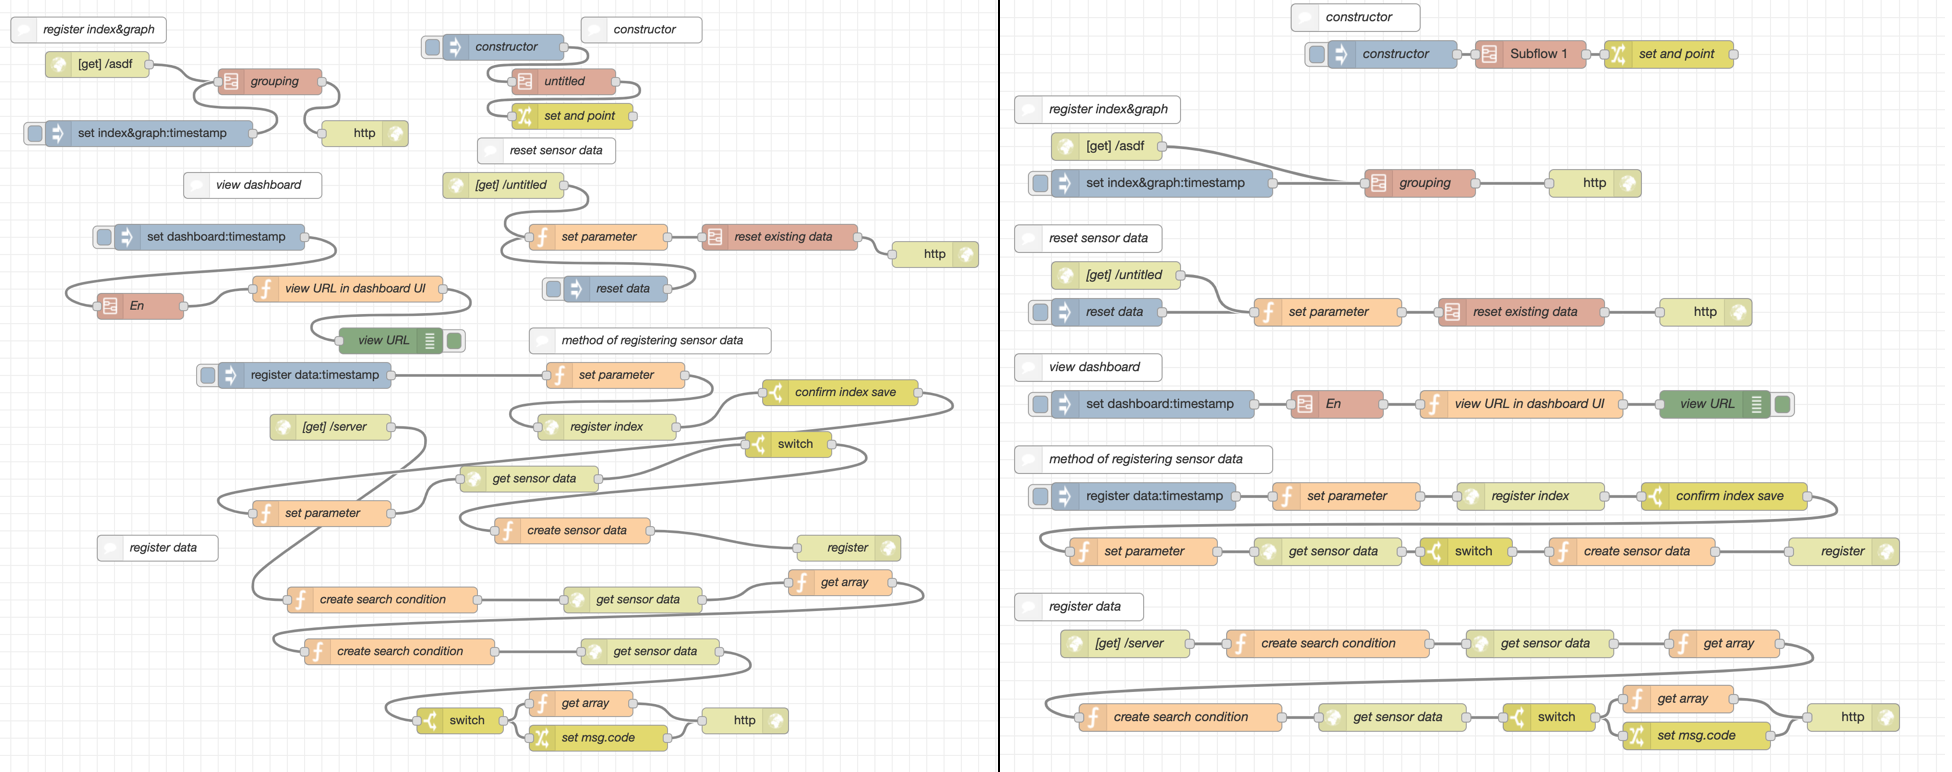 register index&graph
constructor
constructor
[get] /asdf
grouping
untitled
set and point
set index&graph:timestamp
http
reset sensor data
view dashboard
[get] /untitled
set dashboard:timestamp
set parameter
reset existing data
http
En
view URL in dashboard UI
reset data
view URL
method of registering sensor data
register data:timestamp
set parameter
confirm index save
[get] /server
register index
switch
get sensor data
set parameter
create sensor data
register data
register
get array
create search condition
get sensor data
create search condition
get sensor data
get array
switch
http
set msg.code
constructor
constructor
Subflow 1
set and point
register index&graph
[get] /asdf
set index&graph:timestamp
grouping
http
reset sensor data
[get] /untitled
reset data
set parameter
reset existing data
http
view dashboard
set dashboard:timestamp
En
view URL in dashboard UI
view URL
method of registering sensor data
register data:timestamp
set parameter
register index
confirm index save
set parameter
get sensor data
switch
create sensor data
register
register data
[get] /server
create search condition
get sensor data
get array
create search condition
get sensor data
switch
get array
set msg.code
http